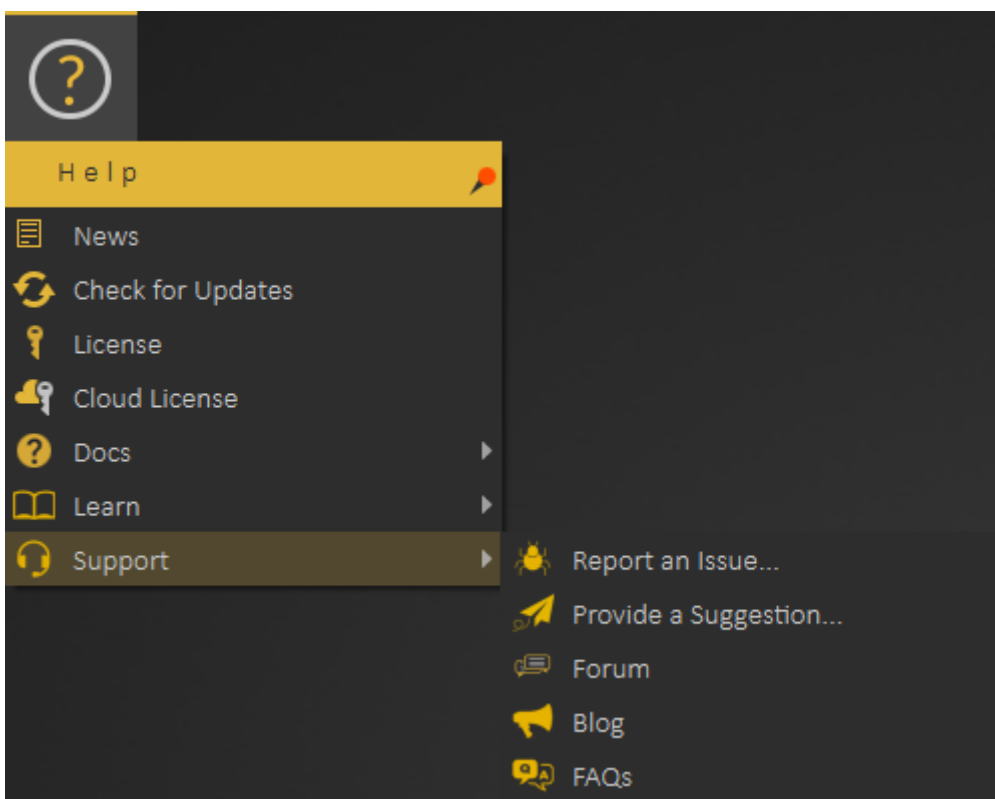 ?
Help
News
Check for Updates
License
Cloud License
? Docs
Learn
Support
Report an Issue...
Provide a Suggestion...
Forum
Blog
Q A FAQs